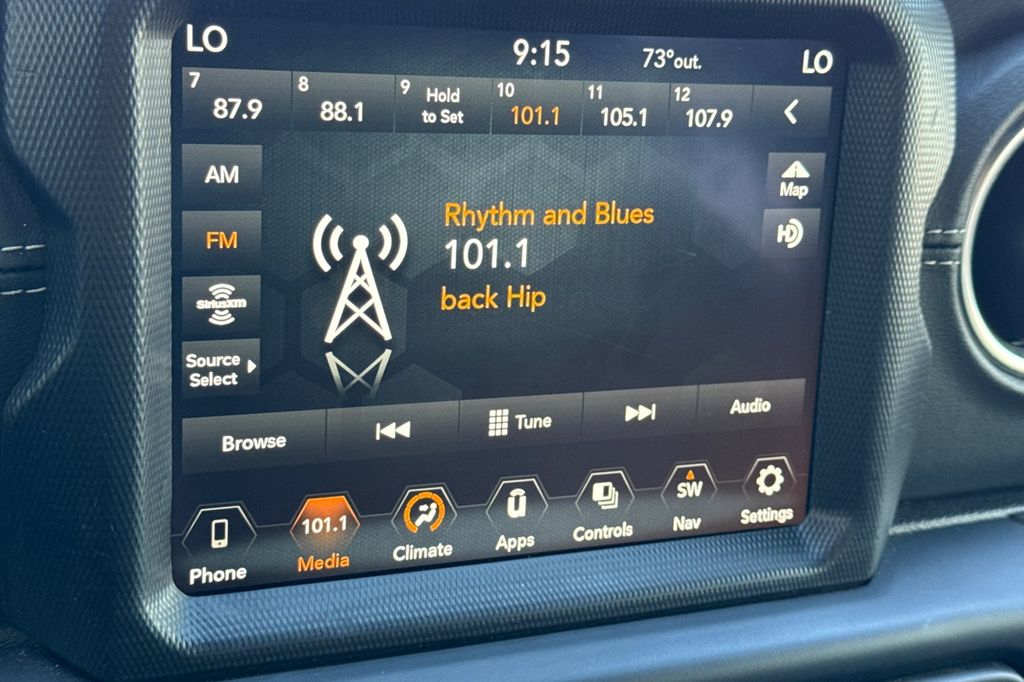 LO 9:15 73°out. LO
7 8 9 10 11 12
87.9 88.1 Hold 101.1 105.1 107.9
to Set
AM
Map
FM
HD
SiriusXM
Source
Select
Rhythm and Blues
101.1
back Hip
Browse Tune Audio
101.1 SW
Phone Media Climate Apps Controls Nav Settings